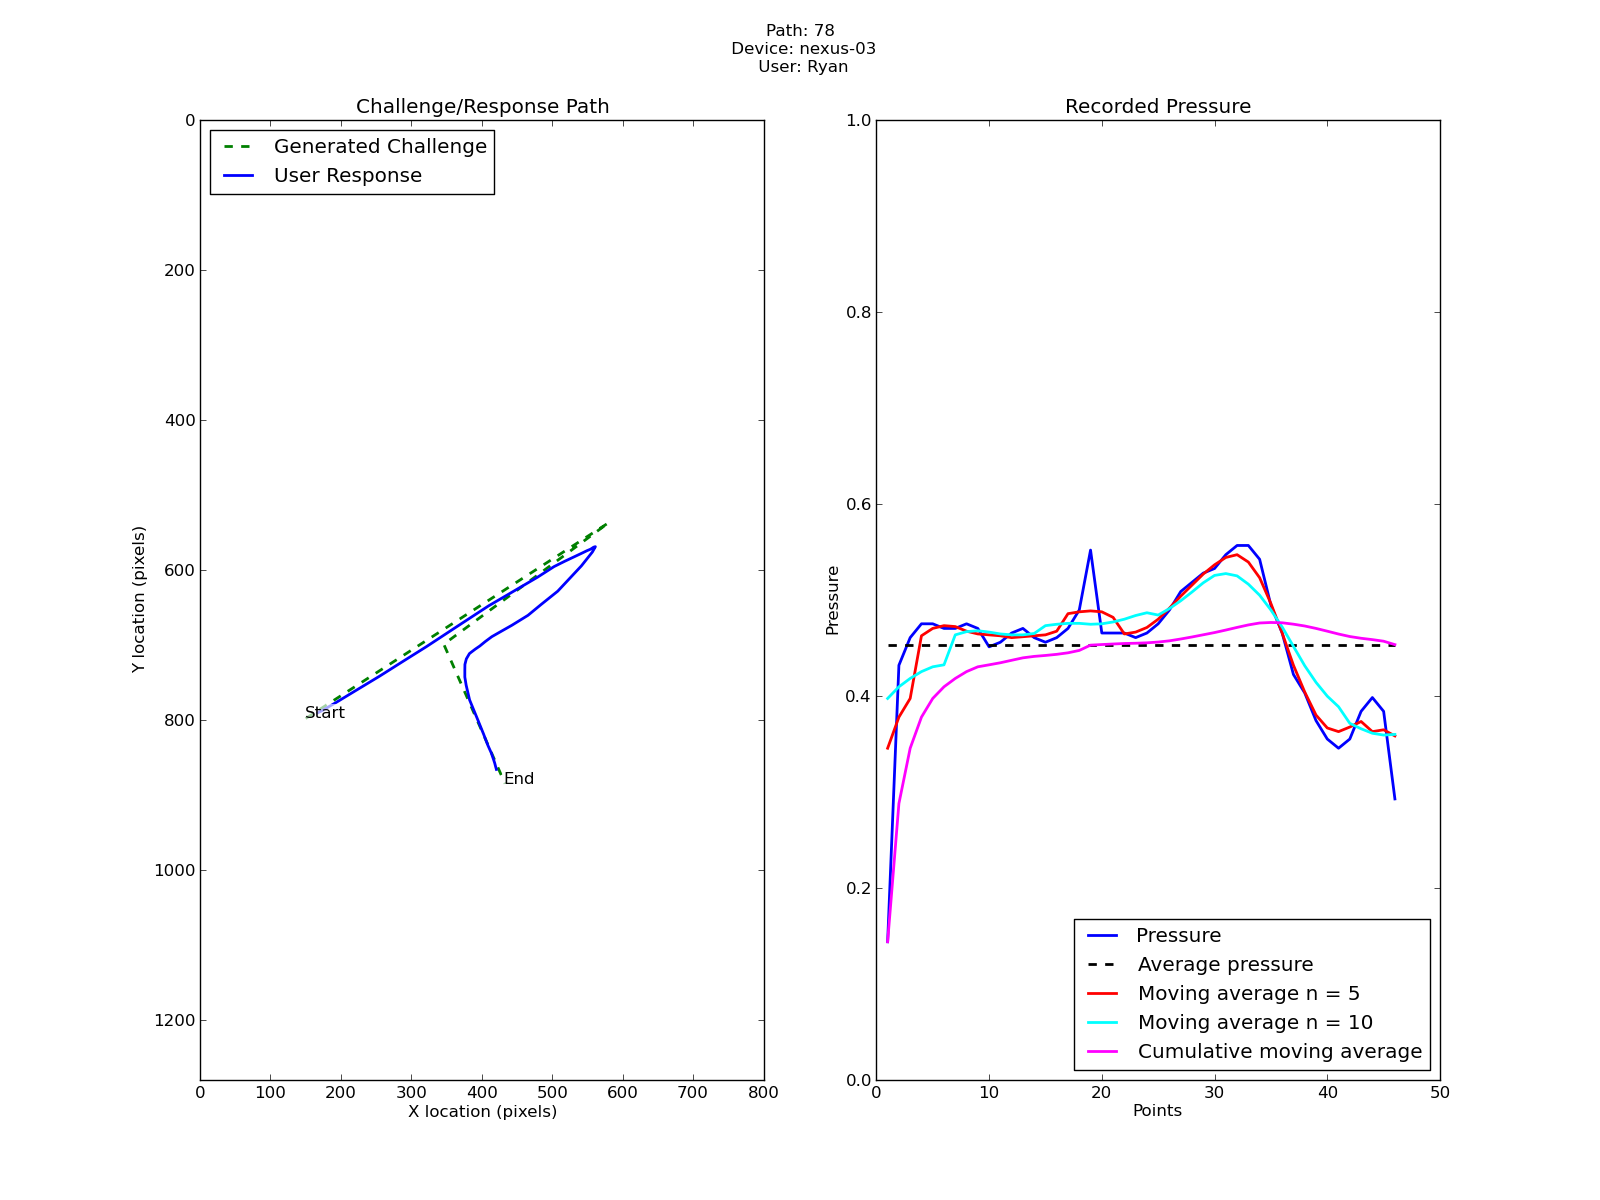 Path: 78
Device: nexus-03
User: Ryan
Challenge/Response Path
Generated Challenge
User Response
0
200
400
600
800
1000
1200
Y location (pixels)
Start
End
0 100 200 300 400 500 600 700 800
X location (pixels)
Recorded Pressure
1.0
0.8
0.6
0.4
0.2
0.0
Pressure
Pressure
Average pressure
Moving average n = 5
Moving average n = 10
Cumulative moving average
0 10 20 30 40 50
Points